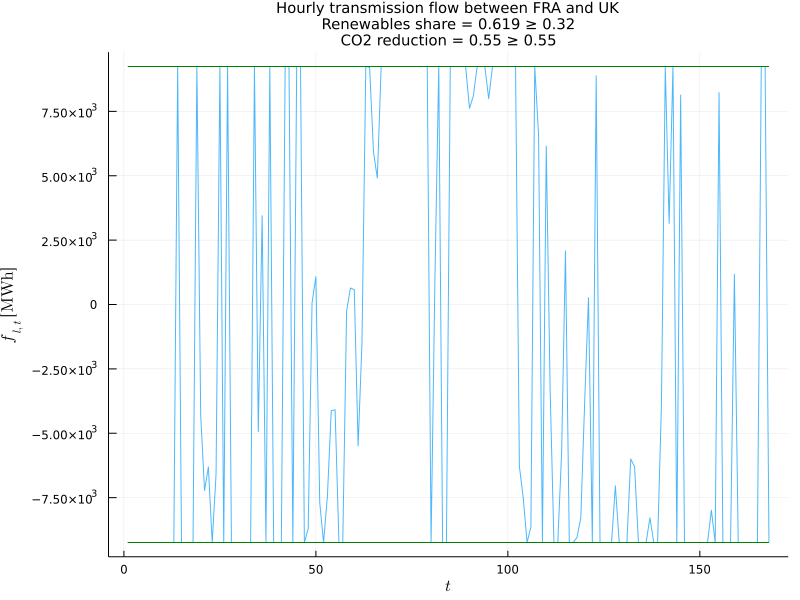 Hourly transmission flow between FRA and UK
Renewables share = 0.619 ≥ 0.32
CO2 reduction = 0.55 ≥ 0.55
7.50×10³
5.00×10³
2.50×10³
0
−2.50×10³
−5.00×10³
−7.50×10³
f_{l,t} [MWh]
0 50 100 150
t